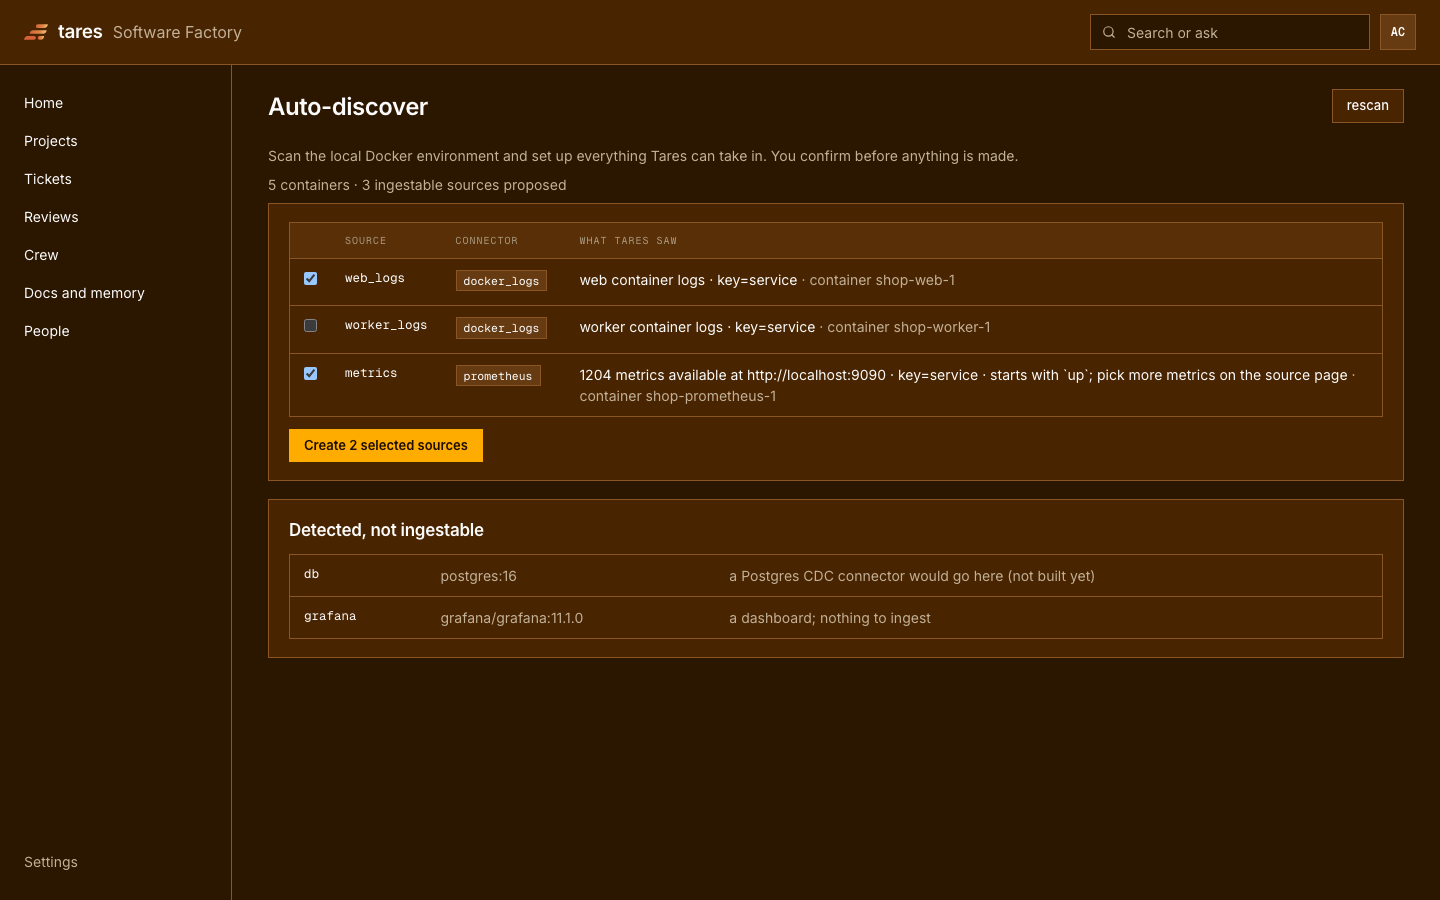 tares Software Factory
Search or ask
AC
Home
Projects
Tickets
Reviews
Crew
Docs and memory
People
Settings
Auto-discover
rescan
Scan the local Docker environment and set up everything Tares can take in. You confirm before anything is made.
5 containers · 3 ingestable sources proposed
SOURCE CONNECTOR WHAT TARES SAW
web_logs docker_logs web container logs · key=service · container shop-web-1
worker_logs docker_logs worker container logs · key=service · container shop-worker-1
metrics prometheus 1204 metrics available at http://localhost:9090 · key=service · starts with `up`; pick more metrics on the source page ·
container shop-prometheus-1
Create 2 selected sources
Detected, not ingestable
db postgres:16 a Postgres CDC connector would go here (not built yet)
grafana grafana/grafana:11.1.0 a dashboard; nothing to ingest